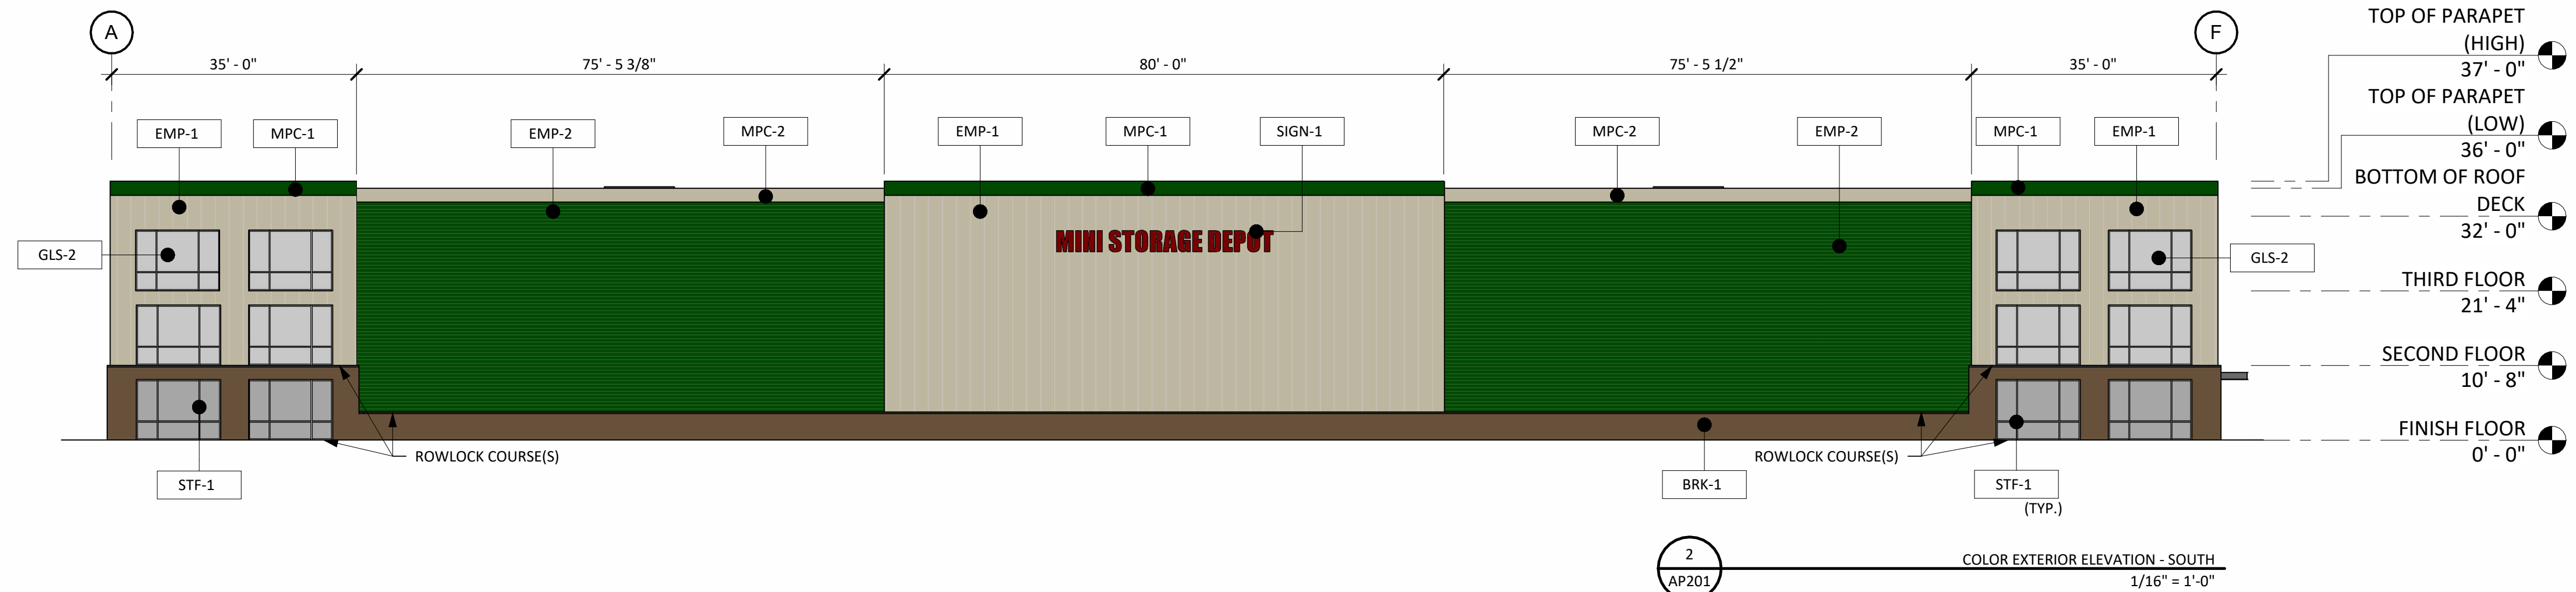 A
F
35' - 0"
75' - 5 3/8"
80' - 0"
75' - 5 1/2"
35' - 0"
TOP OF PARAPET
(HIGH)
37' - 0"
TOP OF PARAPET
(LOW)
36' - 0"
BOTTOM OF ROOF
DECK
32' - 0"
THIRD FLOOR
21' - 4"
SECOND FLOOR
10' - 8"
FINISH FLOOR
0' - 0"
EMP-1
MPC-1
EMP-2
MPC-2
EMP-1
MPC-1
SIGN-1
MPC-2
EMP-2
MPC-1
EMP-1
GLS-2
MINI STORAGE DEPOT
GLS-2
ROWLOCK COURSE(S)
ROWLOCK COURSE(S)
STF-1
BRK-1
STF-1
(TYP.)
2
AP201
COLOR EXTERIOR ELEVATION - SOUTH
1/16" = 1'-0"